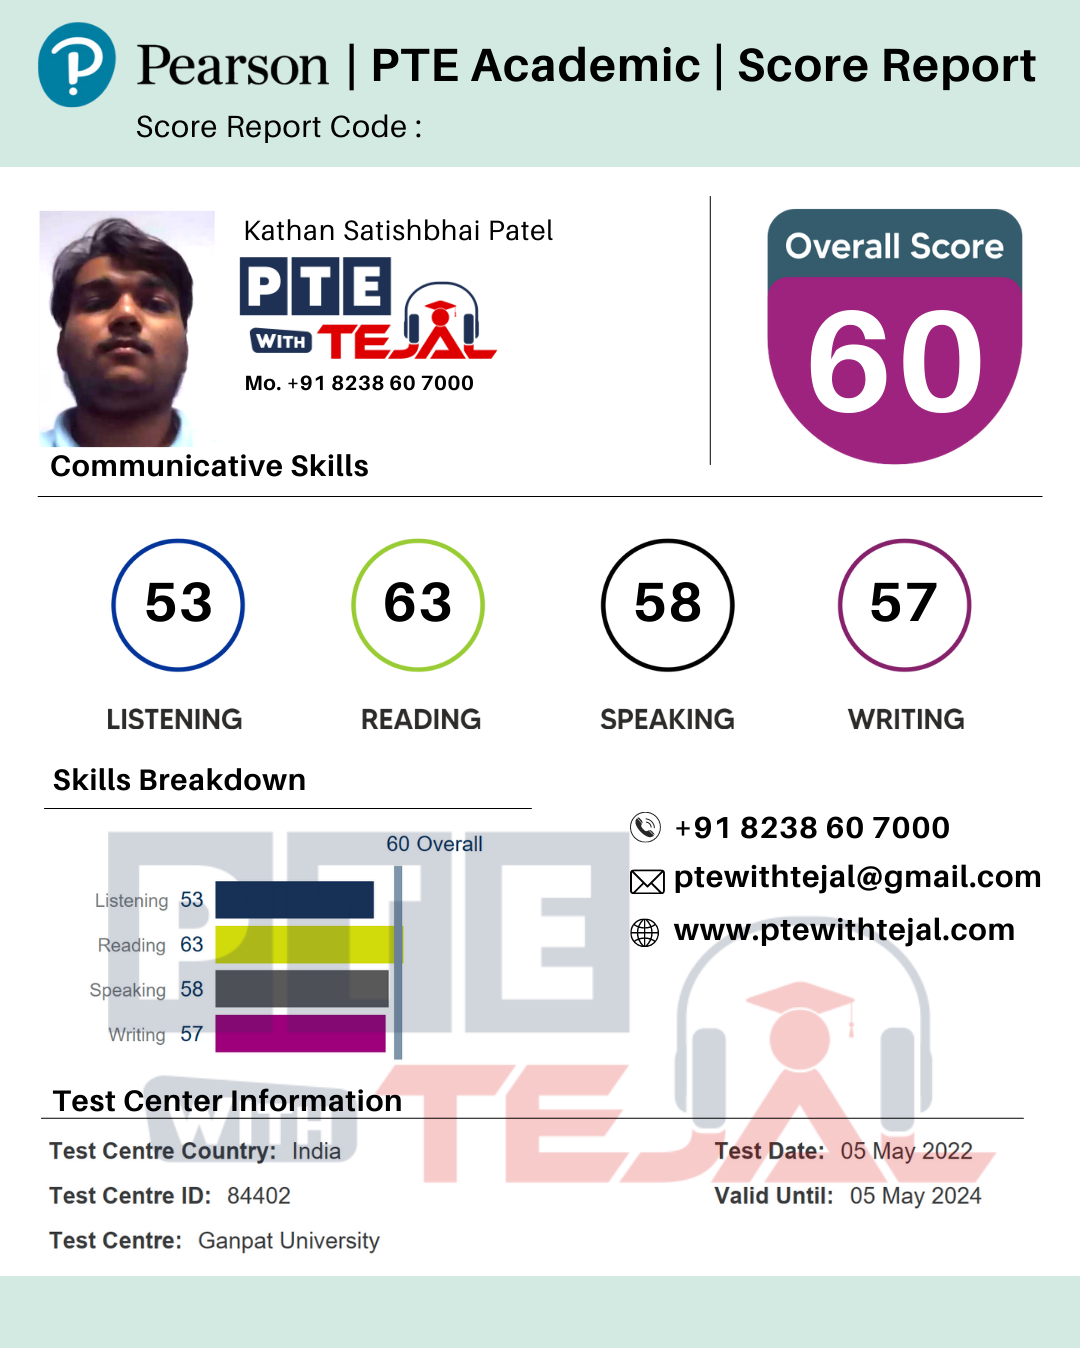 Pearson | PTE Academic | Score Report
Score Report Code :
Kathan Satishbhai Patel
PTE
WITH TEJAL
Mo. +91 8238 60 7000
Overall Score
60
Communicative Skills
53 63 58 57
LISTENING READING SPEAKING WRITING
Skills Breakdown
60 Overall
Listening 53
Reading 63
Speaking 58
Writing 57
+91 8238 60 7000
ptewithtejal@gmail.com
www.ptewithtejal.com
PTE
WITH TEJAL
Test Center Information
Test Centre Country: India
Test Centre ID: 84402
Test Centre: Ganpat University
Test Date: 05 May 2022
Valid Until: 05 May 2024